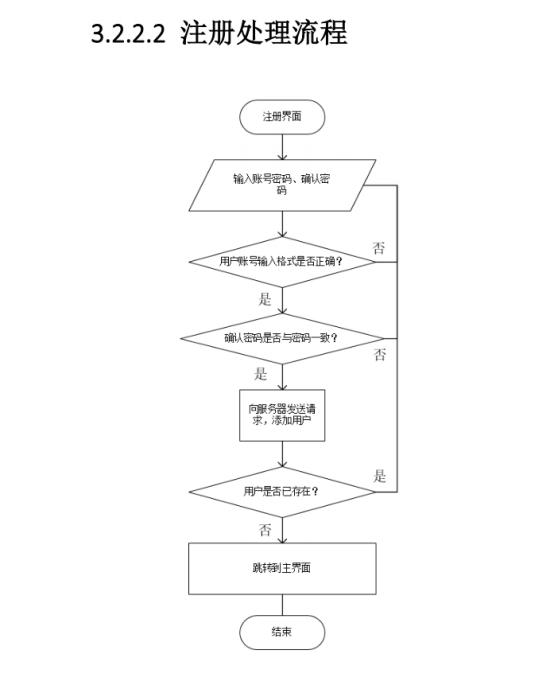 3.2.2.2 注册处理流程
注册界面
输入账号密码、确认密
码
用户账号输入格式是否正确？
否
是
确认密码是否与密码一致？
否
是
向服务器发送请
求，添加用户
用户是否已存在？
是
否
跳转到主界面
结束